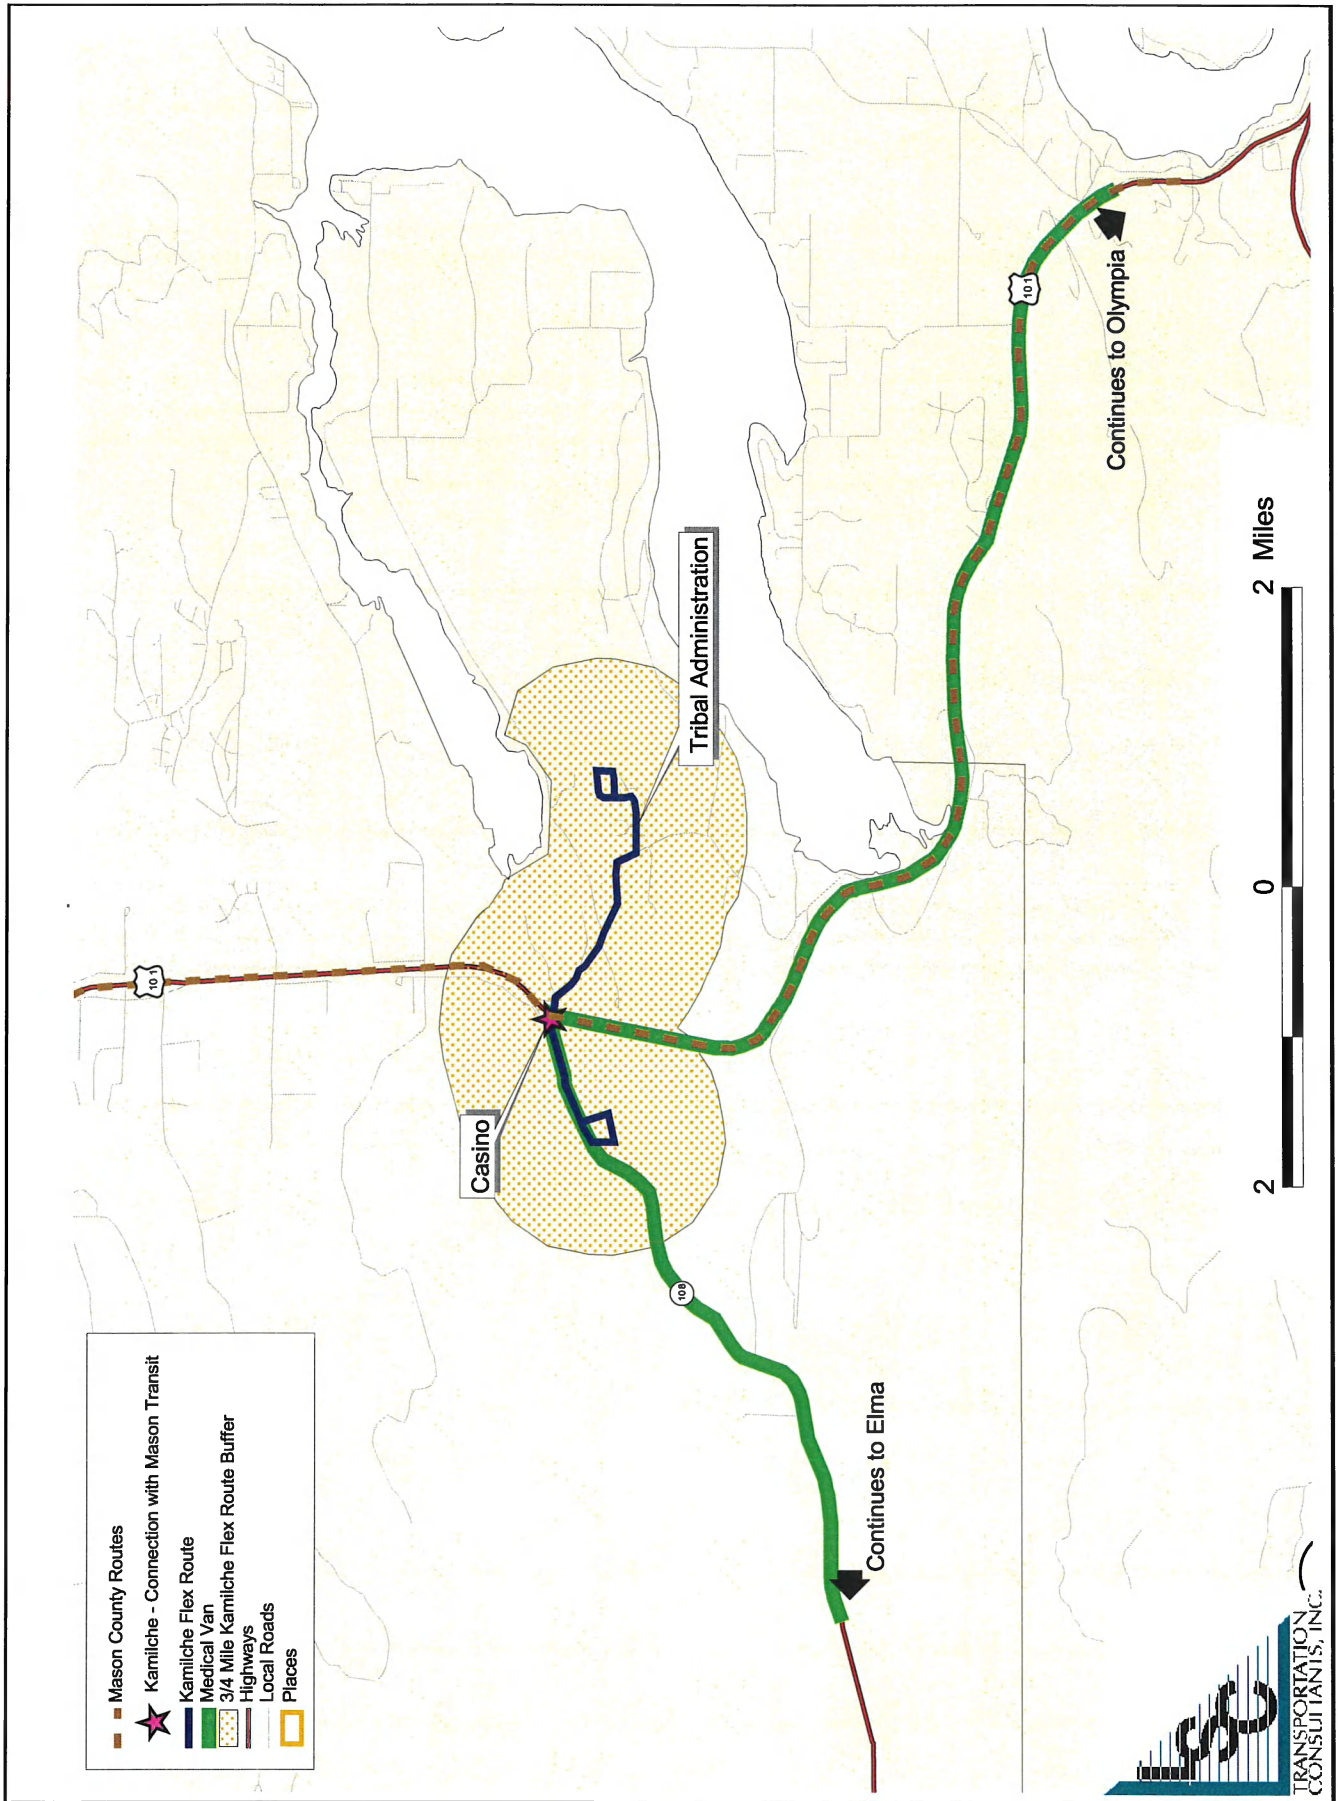 Mason County Routes
Kamilche - Connection with Mason Transit
Kamilche Flex Route
Medical Van
3/4 Mile Kamilche Flex Route Buffer
Highways
Local Roads
Places
101
Casino
Tribal Administration
108
101
Continues to Elma
Continues to Olympia
2 0 2 Miles
LSC
TRANSPORTATION
CONSULTANTS, INC.